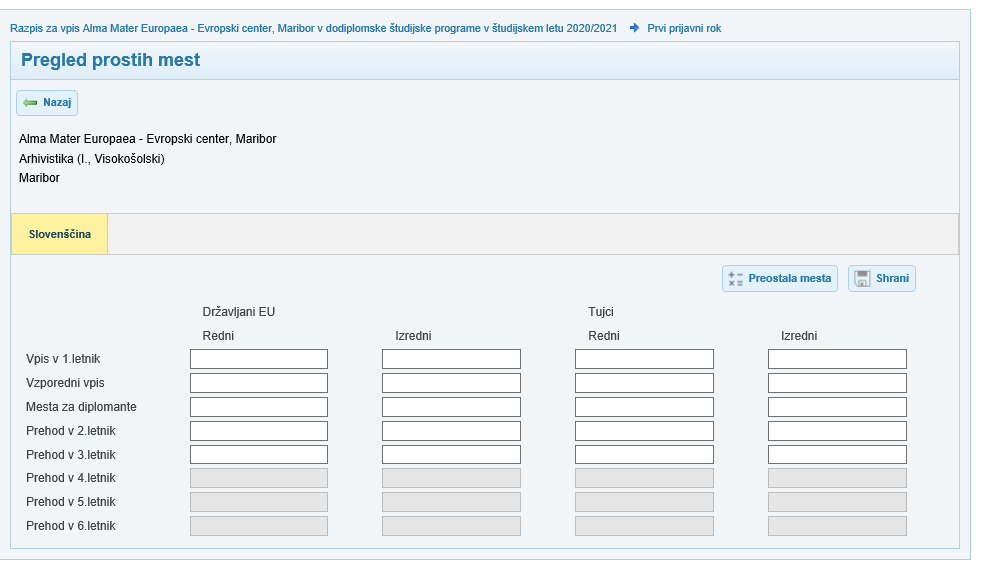 Razpis za vpis Alma Mater Europaea - Evropski center, Maribor v dodiplomske študijske programe v študijskem letu 2020/2021 Prvi prijavni rok
Pregled prostih mest
Nazaj
Alma Mater Europaea - Evropski center, Maribor
Arhivistika (I., Visokošolski)
Maribor
Slovenščina
Preostala mesta Shrani
Državljani EU Tujci
Redni Izredni Redni Izredni
Vpis v 1.letnik
Vzporedni vpis
Mesta za diplomante
Prehod v 2.letnik
Prehod v 3.letnik
Prehod v 4.letnik
Prehod v 5.letnik
Prehod v 6.letnik